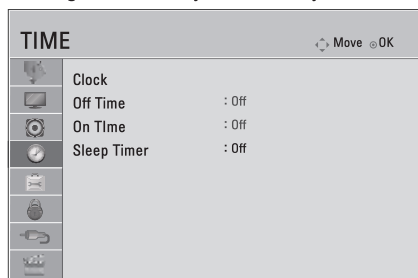 TIME
Move OK
Clock
Off Time : Off
On TIme : Off
Sleep Timer : Off